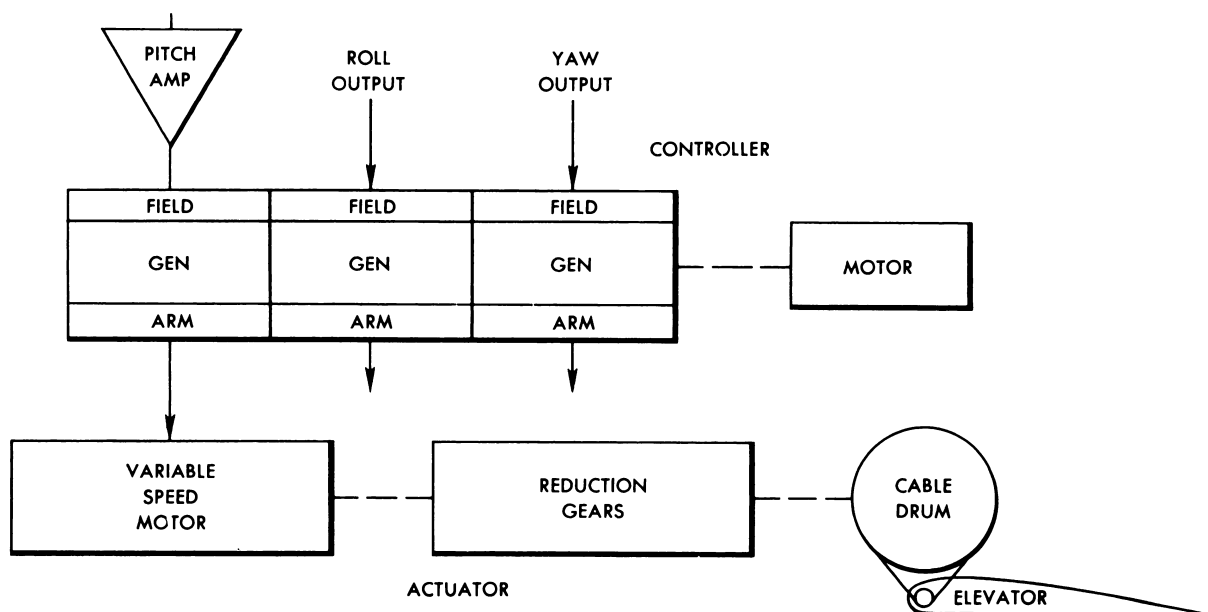 PITCH
AMP
ROLL
OUTPUT
YAW
OUTPUT
CONTROLLER
FIELD
FIELD
FIELD
GEN
GEN
GEN
MOTOR
ARM
ARM
ARM
VARIABLE
SPEED
MOTOR
REDUCTION
GEARS
CABLE
DRUM
ACTUATOR
ELEVATOR